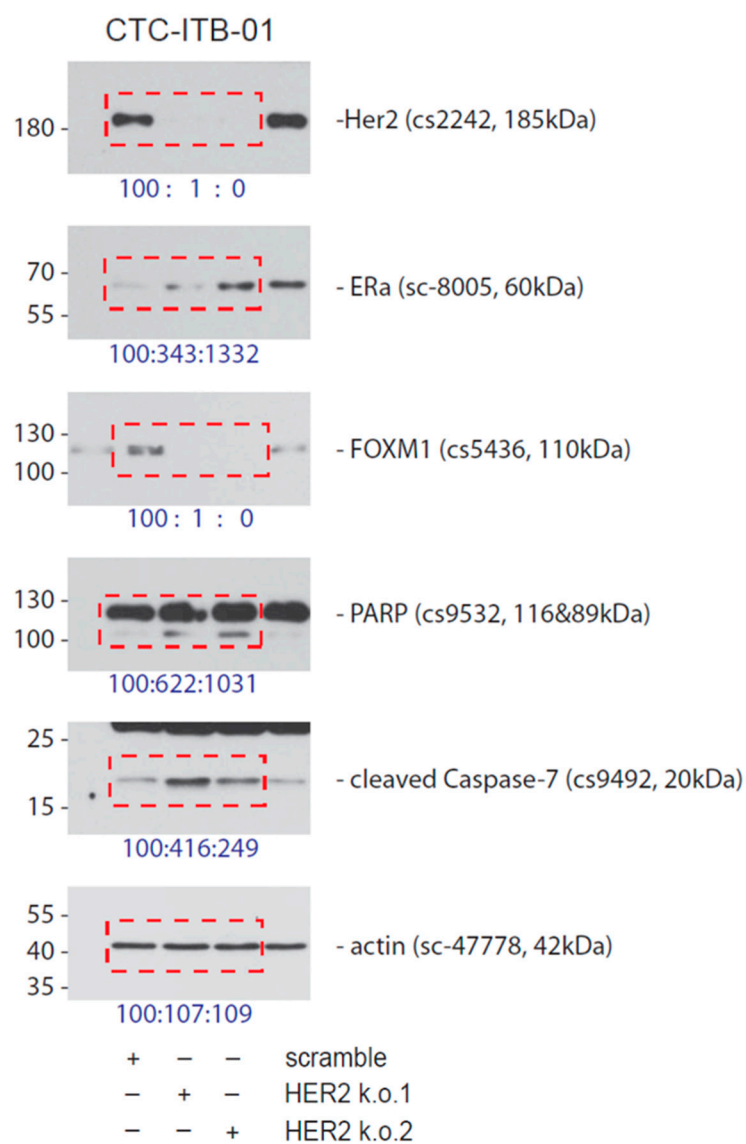 CTC-ITB-01
180 - -Her2 (cs2242, 185kDa)
100 : 1 : 0
70 -
- ERa (sc-8005, 60kDa)
55 -
100:343:1332
130 -
- FOXM1 (cs5436, 110kDa)
100 -
100 : 1 : 0
130 -
- PARP (cs9532, 116&89kDa)
100 -
100:622:1031
25 -
- cleaved Caspase-7 (cs9492, 20kDa)
15 -
100:416:249
55 -
40 - - actin (sc-47778, 42kDa)
35 -
100:107:109
+ – – scramble
– + – HER2 k.o.1
– – + HER2 k.o.2